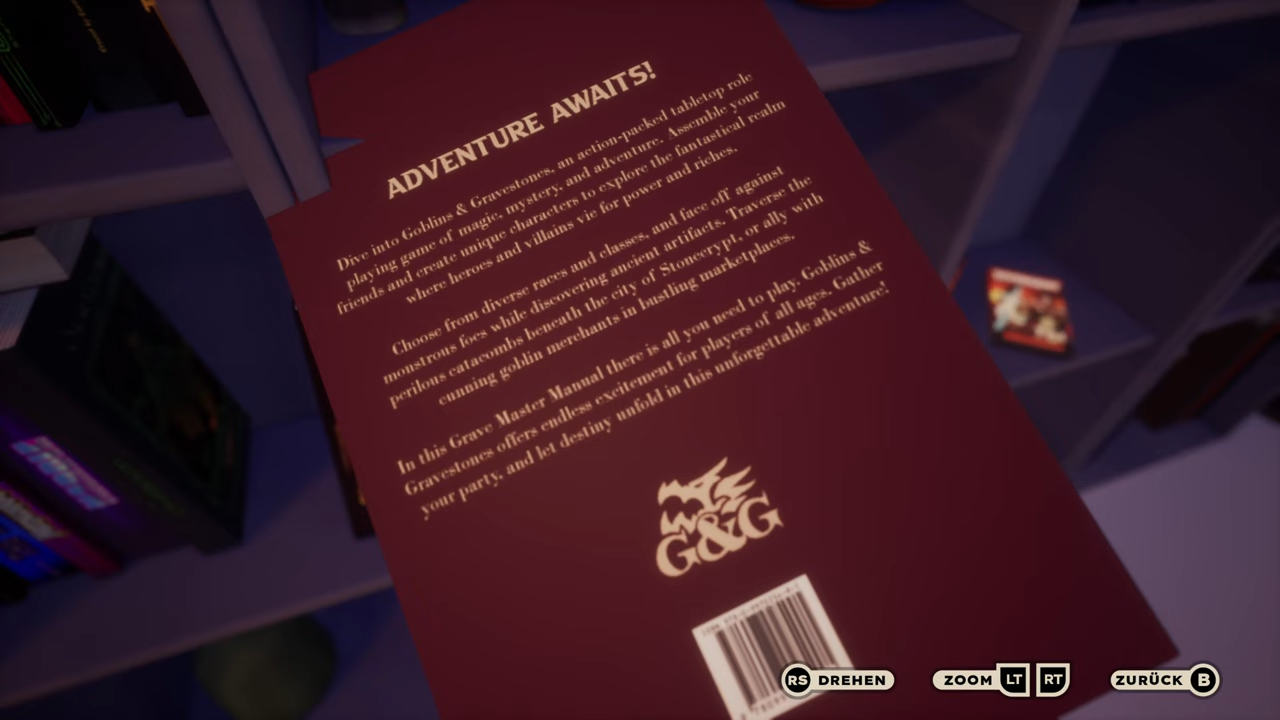 ADVENTURE AWAITS!
Dive into Goblins & Gravestones, an action-packed tabletop role
playing game of magic, mystery, and adventure. Assemble your
friends and create unique characters to explore the fantastical realm
where heroes and villains vie for power and riches.
Choose from diverse races and classes, and face off against
monstrous foes while discovering ancient artifacts. Traverse the
perilous catacombs beneath the city of Stonecrypt, or ally with
cunning goblin merchants in bustling marketplaces.
In this Grave Master Manual there is all you need to play. Goblins &
Gravestones offers endless excitement for players of all ages. Gather
your party, and let destiny unfold in this unforgettable adventure!
G&G
RS DREHEN
ZOOM LT RT
ZURÜCK B